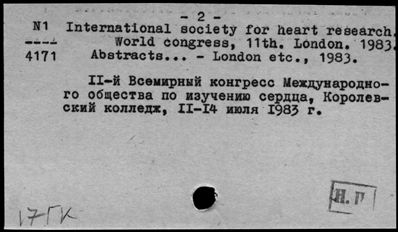 - 2 -
N1 International society for heart research.
---- World congress, 11th. London. 1983.
4171 Abstracts... - London etc., 1983.
II-й Всемирный конгресс Международно-
го общества по изучению сердца, Королев-
ский колледж, II-I4 июля I983 г.
Н. П